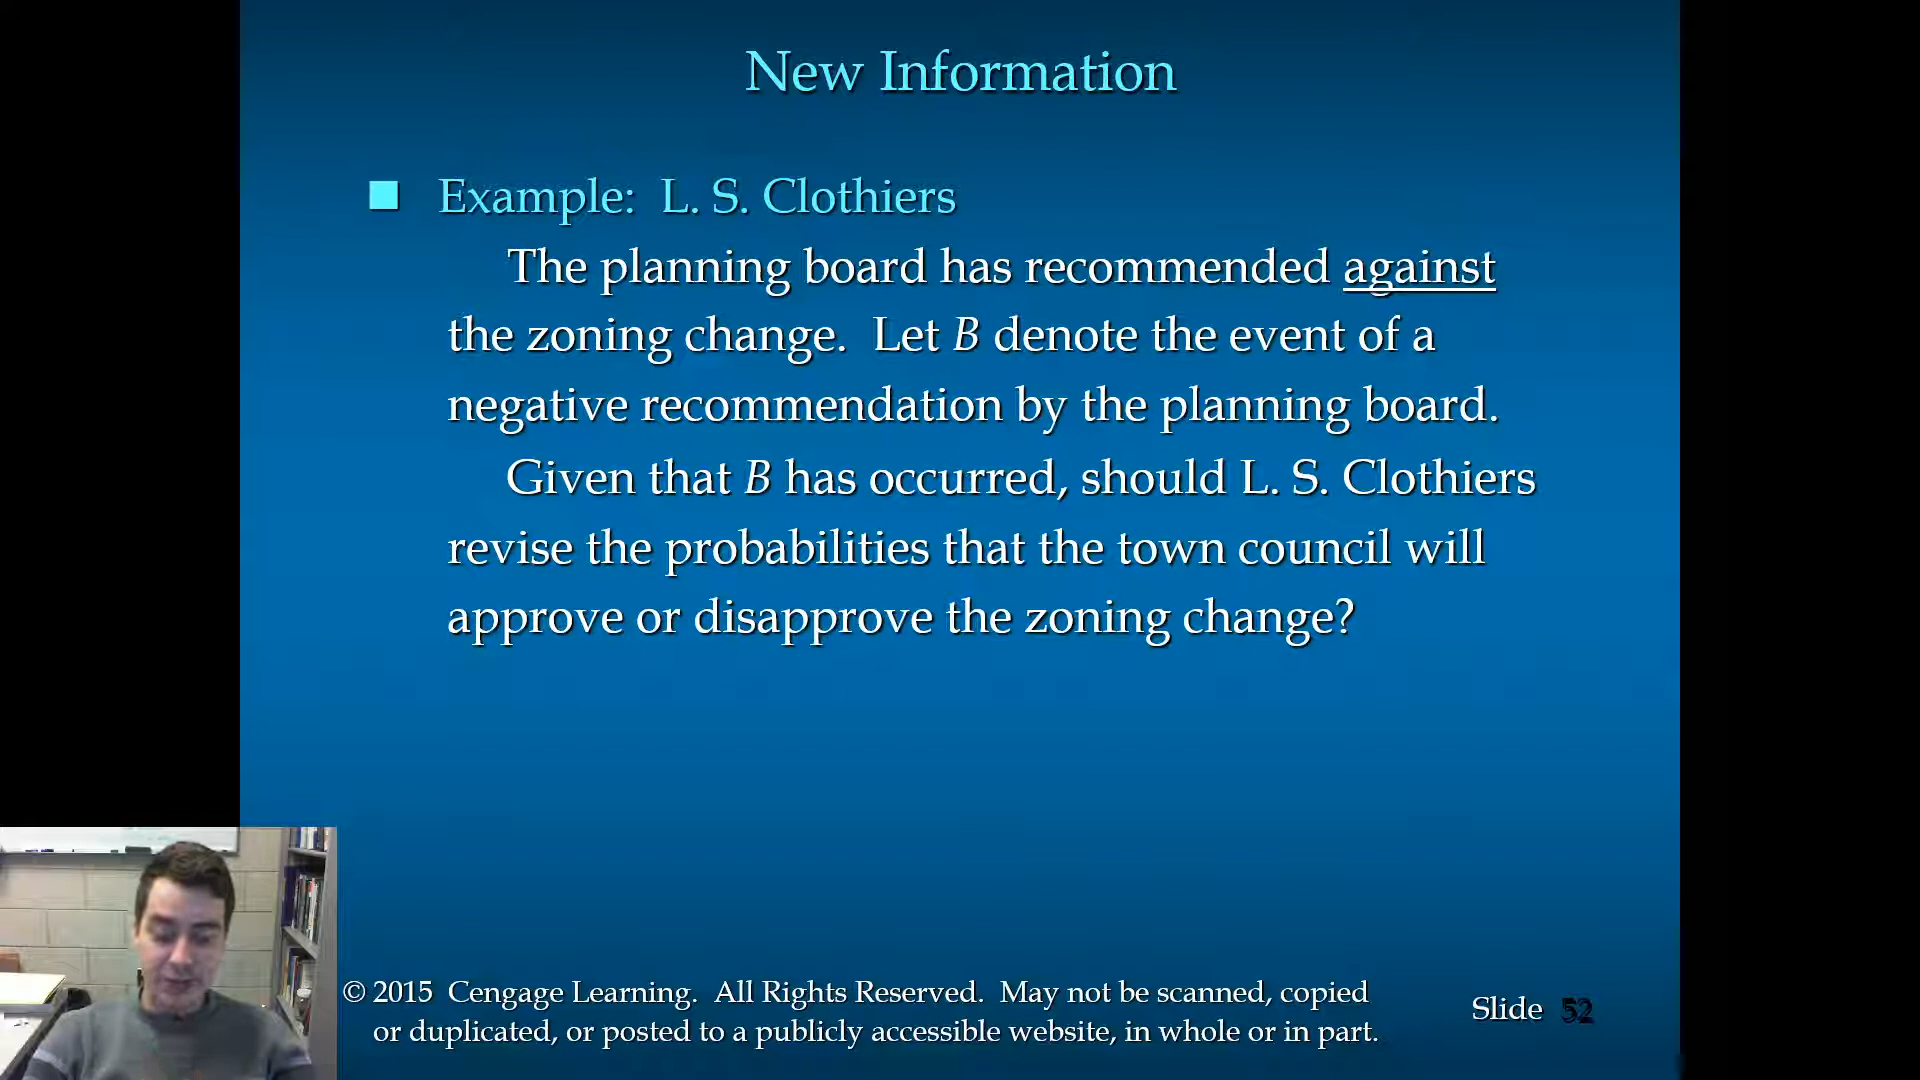 New Information
Example: L. S. Clothiers
The planning board has recommended against
the zoning change. Let B denote the event of a
negative recommendation by the planning board.
Given that B has occurred, should L. S. Clothiers
revise the probabilities that the town council will
approve or disapprove the zoning change?
© 2015 Cengage Learning. All Rights Reserved. May not be scanned, copied
or duplicated, or posted to a publicly accessible website, in whole or in part.
Slide 52